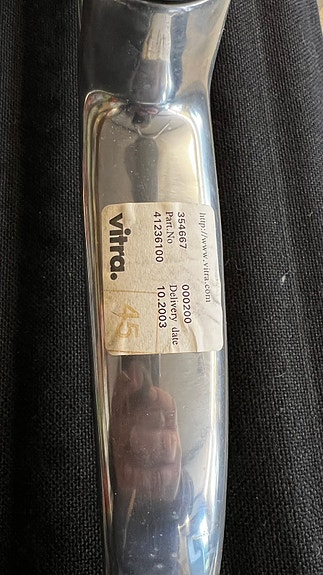 http://www.vitra.com
354667 000200
Part.No Delivery date
41236100 10.2003
vitra.
45